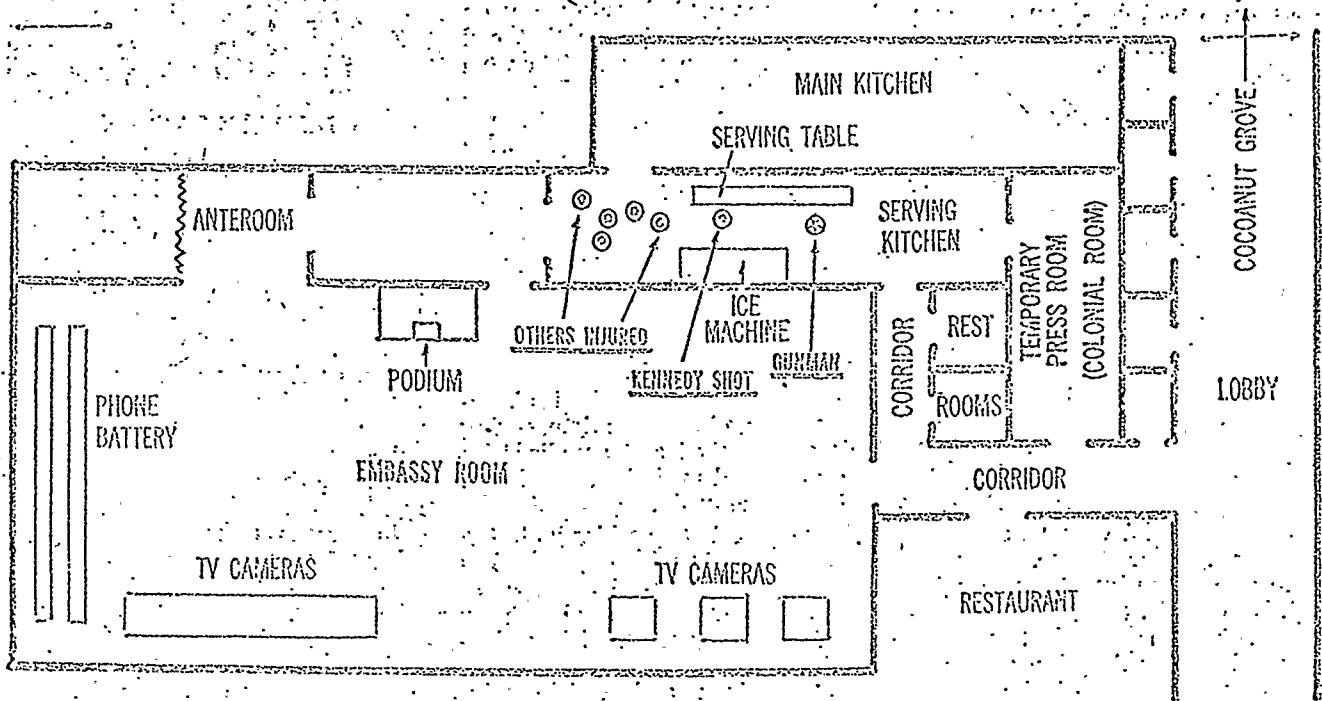 MAIN KITCHEN
SERVING TABLE
COCOANUT GROVE
ANTEROOM
SERVING
KITCHEN
TEMPORARY
PRESS ROOM
(COLONIAL ROOM)
OTHERS INJURED
ICE
MACHINE
KENNEDY SHOT
GUNMAN
CORRIDOR
REST
ROOMS
PODIUM
LOBBY
PHONE
BATTERY
EMBASSY ROOM
CORRIDOR
TV CAMERAS
TV CAMERAS
RESTAURANT